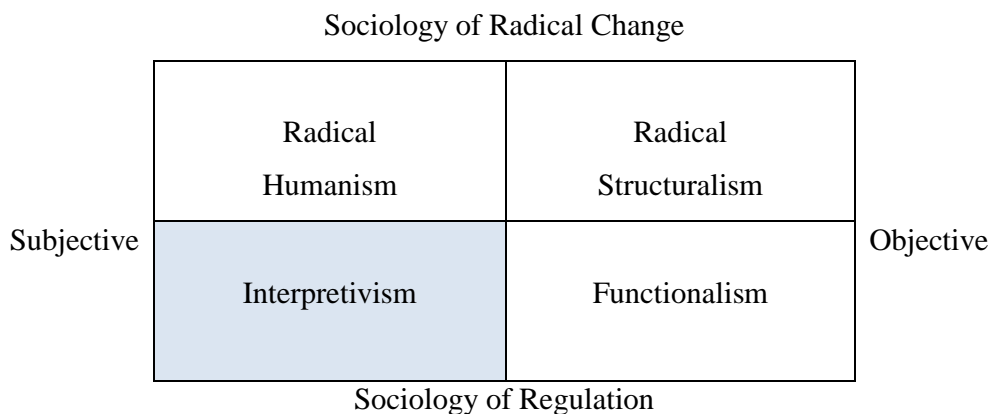 Sociology of Radical Change
Radical
Humanism
Radical
Structuralism
Subjective
Objective
Interpretivism
Functionalism
Sociology of Regulation